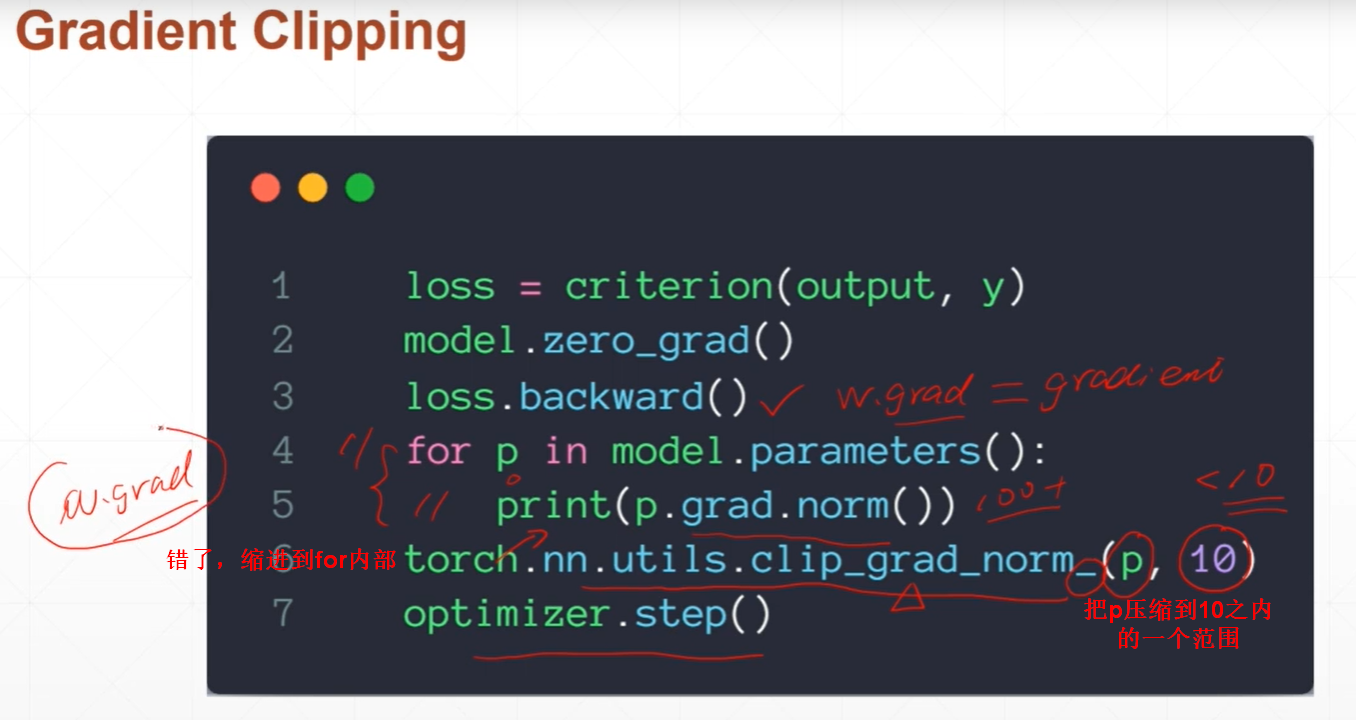 Gradient Clipping
1 loss = criterion(output, y)
2 model.zero_grad()
3 loss.backward() w.grad = gradient
4 for p in model.parameters():
w.grad
5 print(p.grad.norm()) 100+ <10
错了，缩进到for内部
6 torch.nn.utils.clip_grad_norm_(p, 10)
7 optimizer.step()
把p压缩到10之内
的一个范围